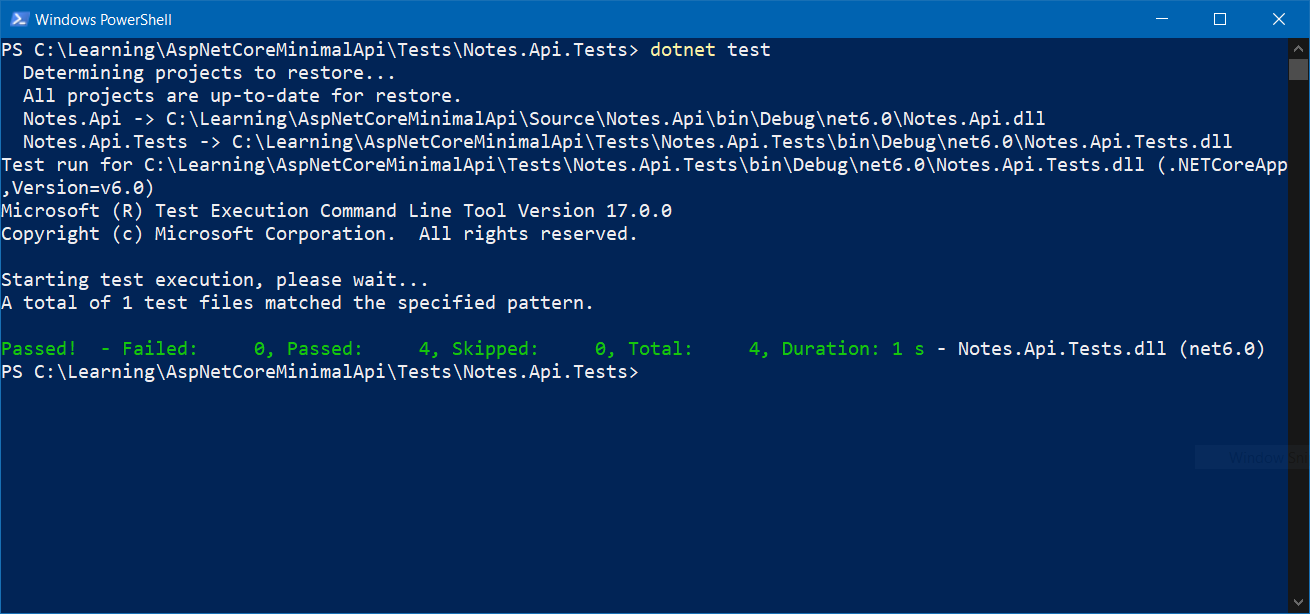 Windows PowerShell
PS C:\Learning\AspNetCoreMinimalApi\Tests\Notes.Api.Tests> dotnet test
  Determining projects to restore...
  All projects are up-to-date for restore.
  Notes.Api -> C:\Learning\AspNetCoreMinimalApi\Source\Notes.Api\bin\Debug\net6.0\Notes.Api.dll
  Notes.Api.Tests -> C:\Learning\AspNetCoreMinimalApi\Tests\Notes.Api.Tests\bin\Debug\net6.0\Notes.Api.Tests.dll
Test run for C:\Learning\AspNetCoreMinimalApi\Tests\Notes.Api.Tests\bin\Debug\net6.0\Notes.Api.Tests.dll (.NETCoreApp
,Version=v6.0)
Microsoft (R) Test Execution Command Line Tool Version 17.0.0
Copyright (c) Microsoft Corporation.  All rights reserved.

Starting test execution, please wait...
A total of 1 test files matched the specified pattern.

Passed!  - Failed:     0, Passed:     4, Skipped:     0, Total:     4, Duration: 1 s - Notes.Api.Tests.dll (net6.0)
PS C:\Learning\AspNetCoreMinimalApi\Tests\Notes.Api.Tests>
Window